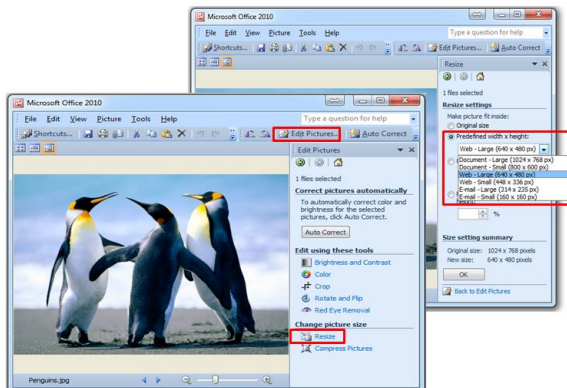 Microsoft Office 2010
File Edit View Picture Tools Help
Type a question for help
Shortcuts...
Edit Pictures...
Auto Correct
Resize
1 files selected
Resize settings
Make picture fit inside:
Original size
Predefined width x height:
Web - Large (640 x 480 px)
Document - Large (1024 x 768 px)
Document - Small (800 x 600 px)
Web - Large (640 x 480 px)
Web - Small (448 x 336 px)
E-mail - Large (314 x 235 px)
E-mail - Small (160 x 160 px)
%
Size setting summary
Original size: 1024 x 768 pixels
New size: 640 x 480 pixels
OK
Back to Edit Pictures
Microsoft Office 2010
File Edit View Picture Tools Help
Type a question for help
Shortcuts...
Edit Pictures...
Auto Correct
Edit Pictures
1 files selected
Correct pictures automatically
To automatically correct color and
brightness for the selected
pictures, click Auto Correct.
Auto Correct
Edit using these tools
Brightness and Contrast
Color
Crop
Rotate and Flip
Red Eye Removal
Change picture size
Resize
Compress Pictures
Penguins.jpg